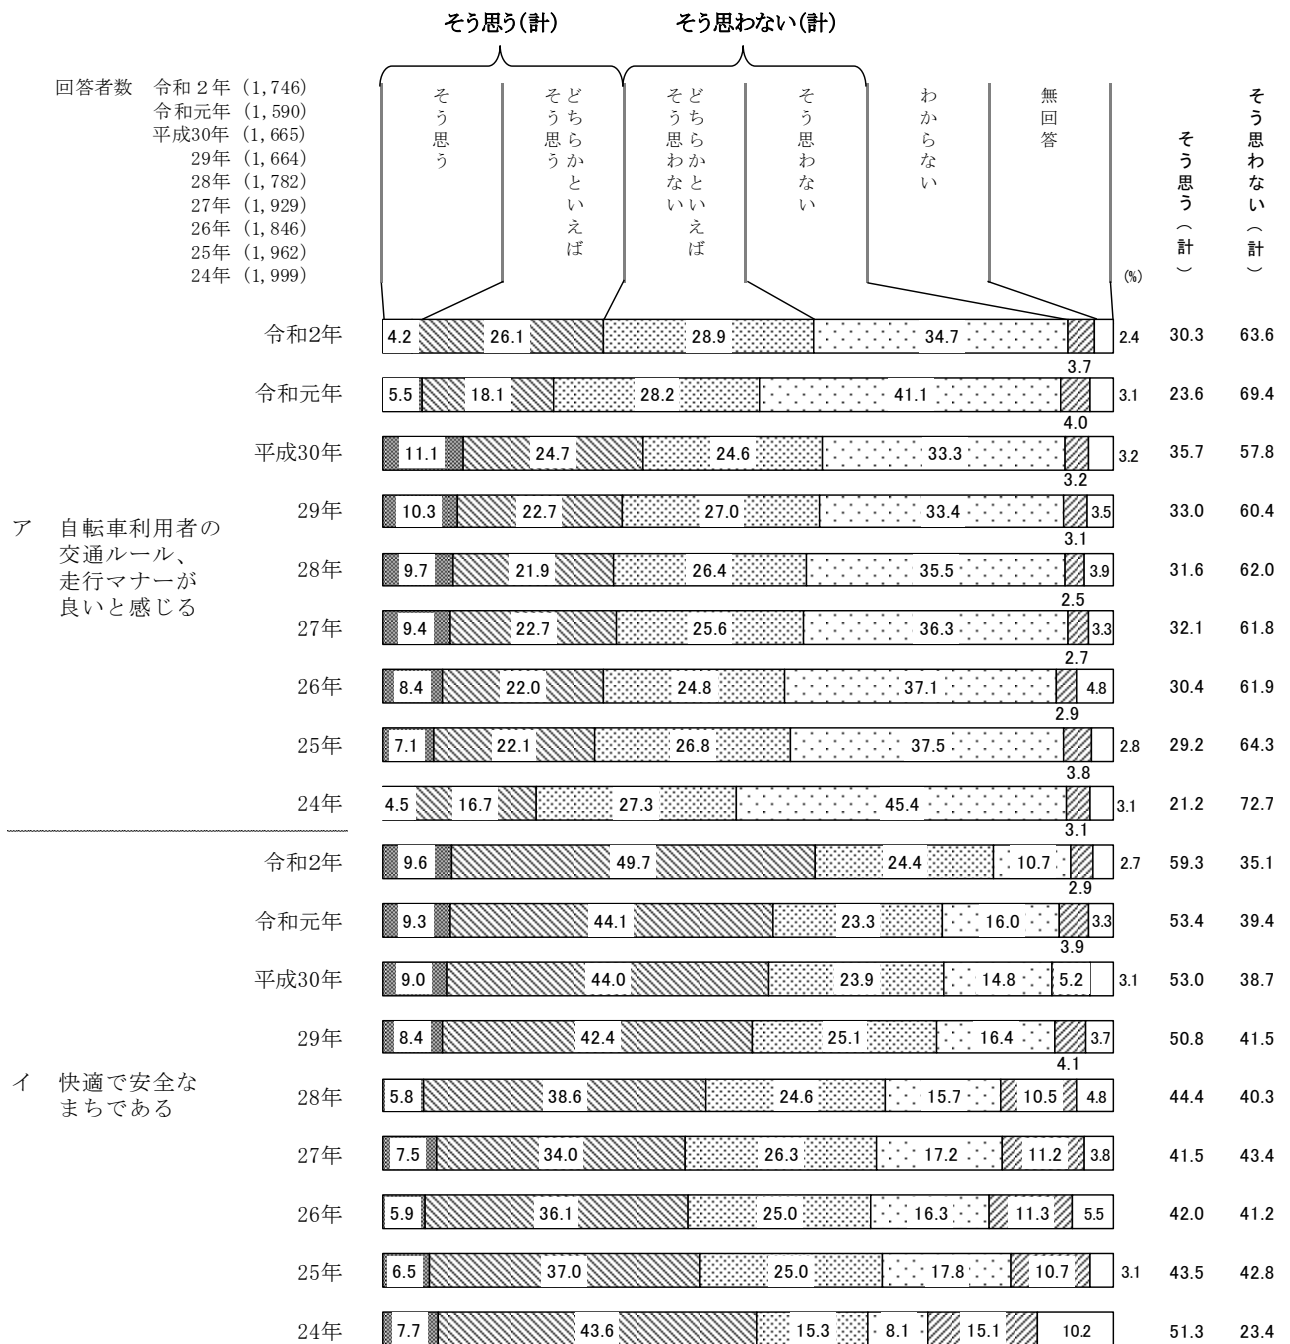 そう思う(計) そう思わない(計)
回答者数 令和２年 (1,746)
令和元年 (1,590)
平成30年 (1,665)
29年 (1,664)
28年 (1,782)
27年 (1,929)
26年 (1,846)
25年 (1,962)
24年 (1,999)
そう思う
どちらかといえば
そう思う
どちらかといえば
そう思わない
そう思わない
わからない
無回答
(%)
そう思う（計）
そう思わない（計）
ア 自転車利用者の
交通ルール、
走行マナーが
良いと感じる
令和2年 4.2 26.1 28.9 34.7 3.7 2.4 30.3 63.6
令和元年 5.5 18.1 28.2 41.1 4.0 3.1 23.6 69.4
平成30年 11.1 24.7 24.6 33.3 3.2 3.2 35.7 57.8
29年 10.3 22.7 27.0 33.4 3.1 3.5 33.0 60.4
28年 9.7 21.9 26.4 35.5 2.5 3.9 31.6 62.0
27年 9.4 22.7 25.6 36.3 2.7 3.3 32.1 61.8
26年 8.4 22.0 24.8 37.1 2.9 4.8 30.4 61.9
25年 7.1 22.1 26.8 37.5 3.8 2.8 29.2 64.3
24年 4.5 16.7 27.3 45.4 3.1 3.1 21.2 72.7
イ 快適で安全な
まちである
令和2年 9.6 49.7 24.4 10.7 2.9 2.7 59.3 35.1
令和元年 9.3 44.1 23.3 16.0 3.9 3.3 53.4 39.4
平成30年 9.0 44.0 23.9 14.8 5.2 3.1 53.0 38.7
29年 8.4 42.4 25.1 16.4 4.1 3.7 50.8 41.5
28年 5.8 38.6 24.6 15.7 10.5 4.8 44.4 40.3
27年 7.5 34.0 26.3 17.2 11.2 3.8 41.5 43.4
26年 5.9 36.1 25.0 16.3 11.3 5.5 42.0 41.2
25年 6.5 37.0 25.0 17.8 10.7 3.1 43.5 42.8
24年 7.7 43.6 15.3 8.1 15.1 10.2 51.3 23.4